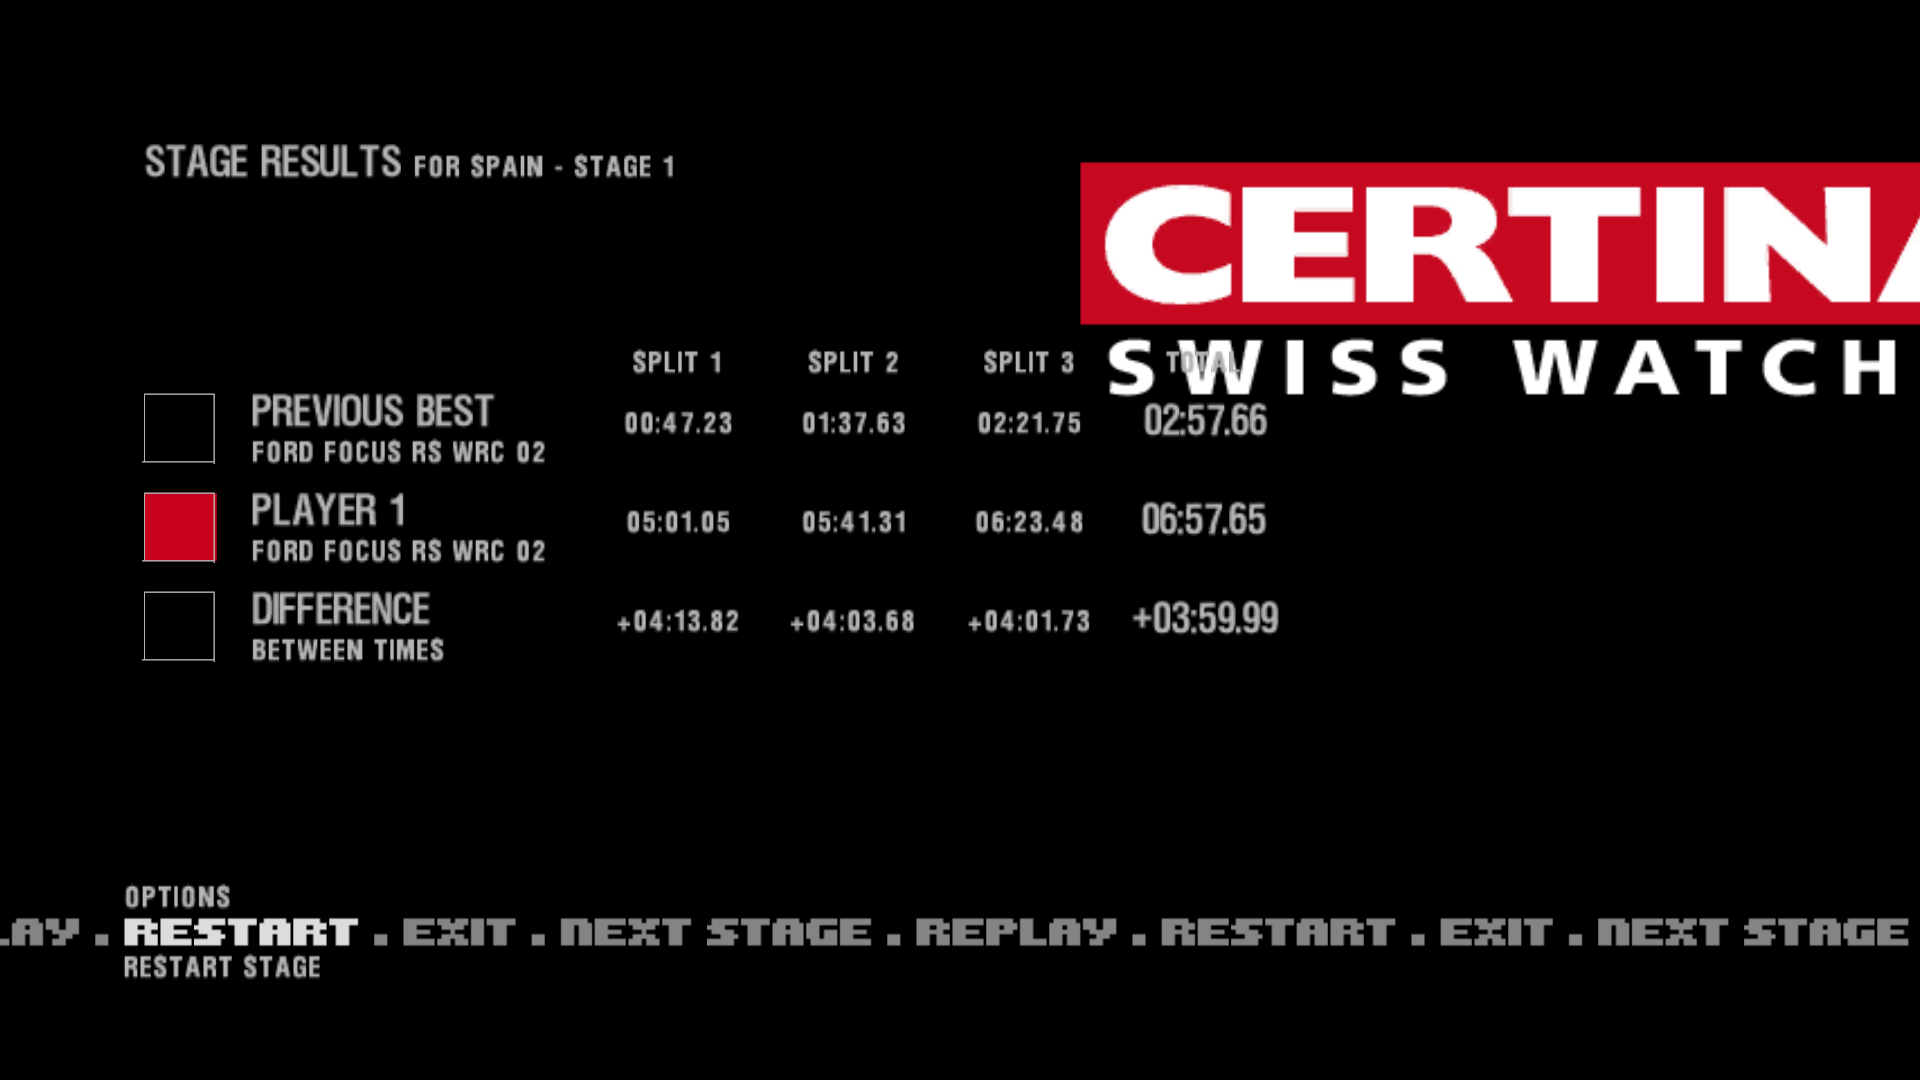 STAGE RESULTS FOR SPAIN - STAGE 1
CERTINA
SWISS WATCH
SPLIT 1 SPLIT 2 SPLIT 3 TOTAL
PREVIOUS BEST 00:47.23 01:37.63 02:21.75 02:57.66
FORD FOCUS RS WRC 02
PLAYER 1 05:01.05 05:41.31 06:23.48 06:57.65
FORD FOCUS RS WRC 02
DIFFERENCE +04:13.82 +04:03.68 +04:01.73 +03:59.99
BETWEEN TIMES
OPTIONS
LAY . RESTART . EXIT . NEXT STAGE . REPLAY . RESTART . EXIT . NEXT STAGE
RESTART STAGE